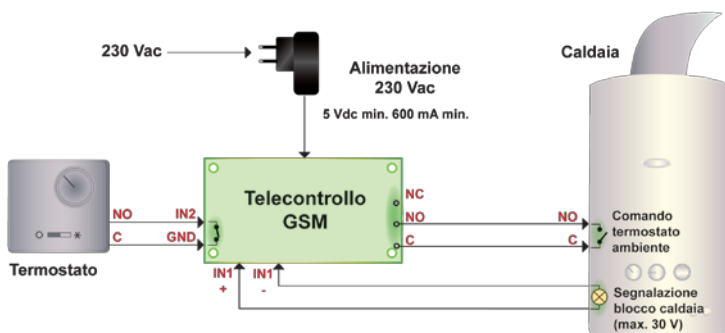 230 Vac
Alimentazione
230 Vac
5 Vdc min. 600 mA min.
Caldaia
Telecontrollo
GSM
NC
NO
C
NO
C
IN2
GND
Termostato
IN1
+
IN1
-
NO
C
Comando
termostato
ambiente
Segnalazione
blocco caldaia
(max. 30 V)